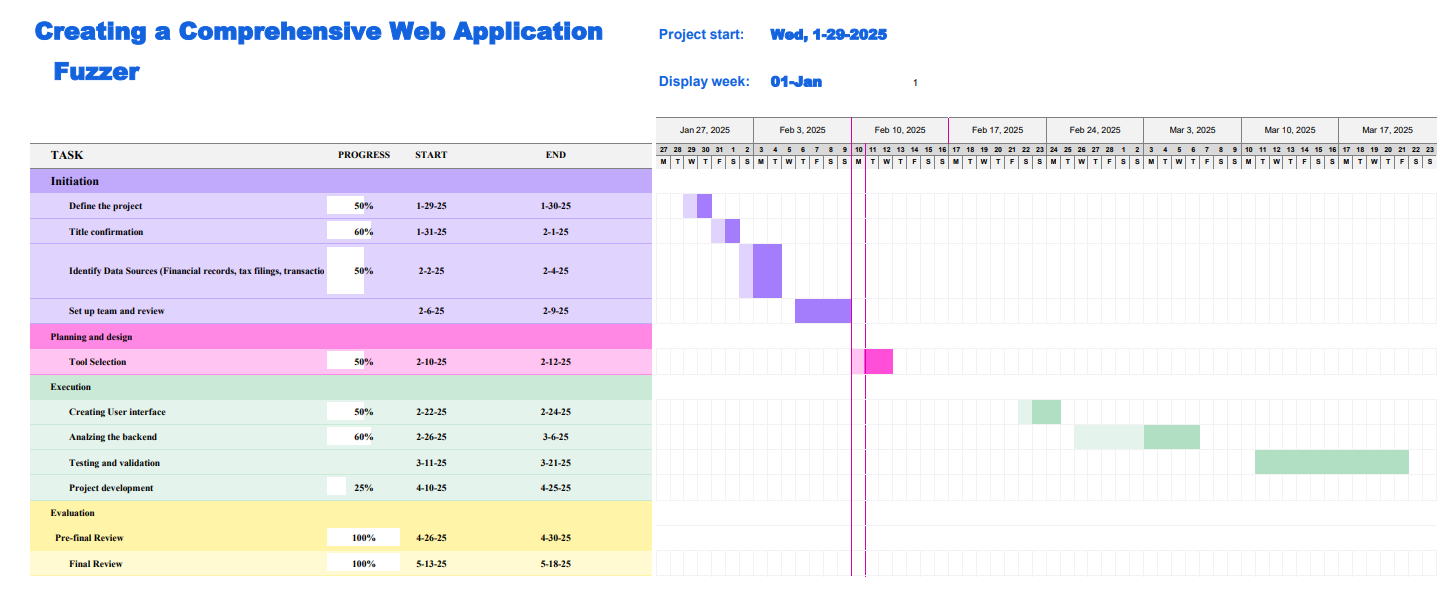 Creating a Comprehensive Web Application
Fuzzer
Project start: Wed, 1-29-2025
Display week: 01-Jan 1
Jan 27, 2025 Feb 3, 2025 Feb 10, 2025 Feb 17, 2025 Feb 24, 2025 Mar 3, 2025 Mar 10, 2025 Mar 17, 2025
27 28 29 30 31 1 2 3 4 5 6 7 8 9 10 11 12 13 14 15 16 17 18 19 20 21 22 23 24 25 26 27 28 1 2 3 4 5 6 7 8 9 10 11 12 13 14 15 16 17 18 19 20 21 22 23
TASK PROGRESS START END
M T W T F S S M T W T F S S M T W T F S S M T W T F S S M T W T F S S M T W T F S S M T W T F S S M T W T F S S
Initiation
Define the project 50% 1-29-25 1-30-25
Title confirmation 60% 1-31-25 2-1-25
Identify Data Sources (Financial records, tax filings, transactio 50% 2-2-25 2-4-25
Set up team and review 2-6-25 2-9-25
Planning and design
Tool Selection 50% 2-10-25 2-12-25
Execution
Creating User interface 50% 2-22-25 2-24-25
Analzing the backend 60% 2-26-25 3-6-25
Testing and validation 3-11-25 3-21-25
Project development 25% 4-10-25 4-25-25
Evaluation
Pre-final Review 100% 4-26-25 4-30-25
Final Review 100% 5-13-25 5-18-25